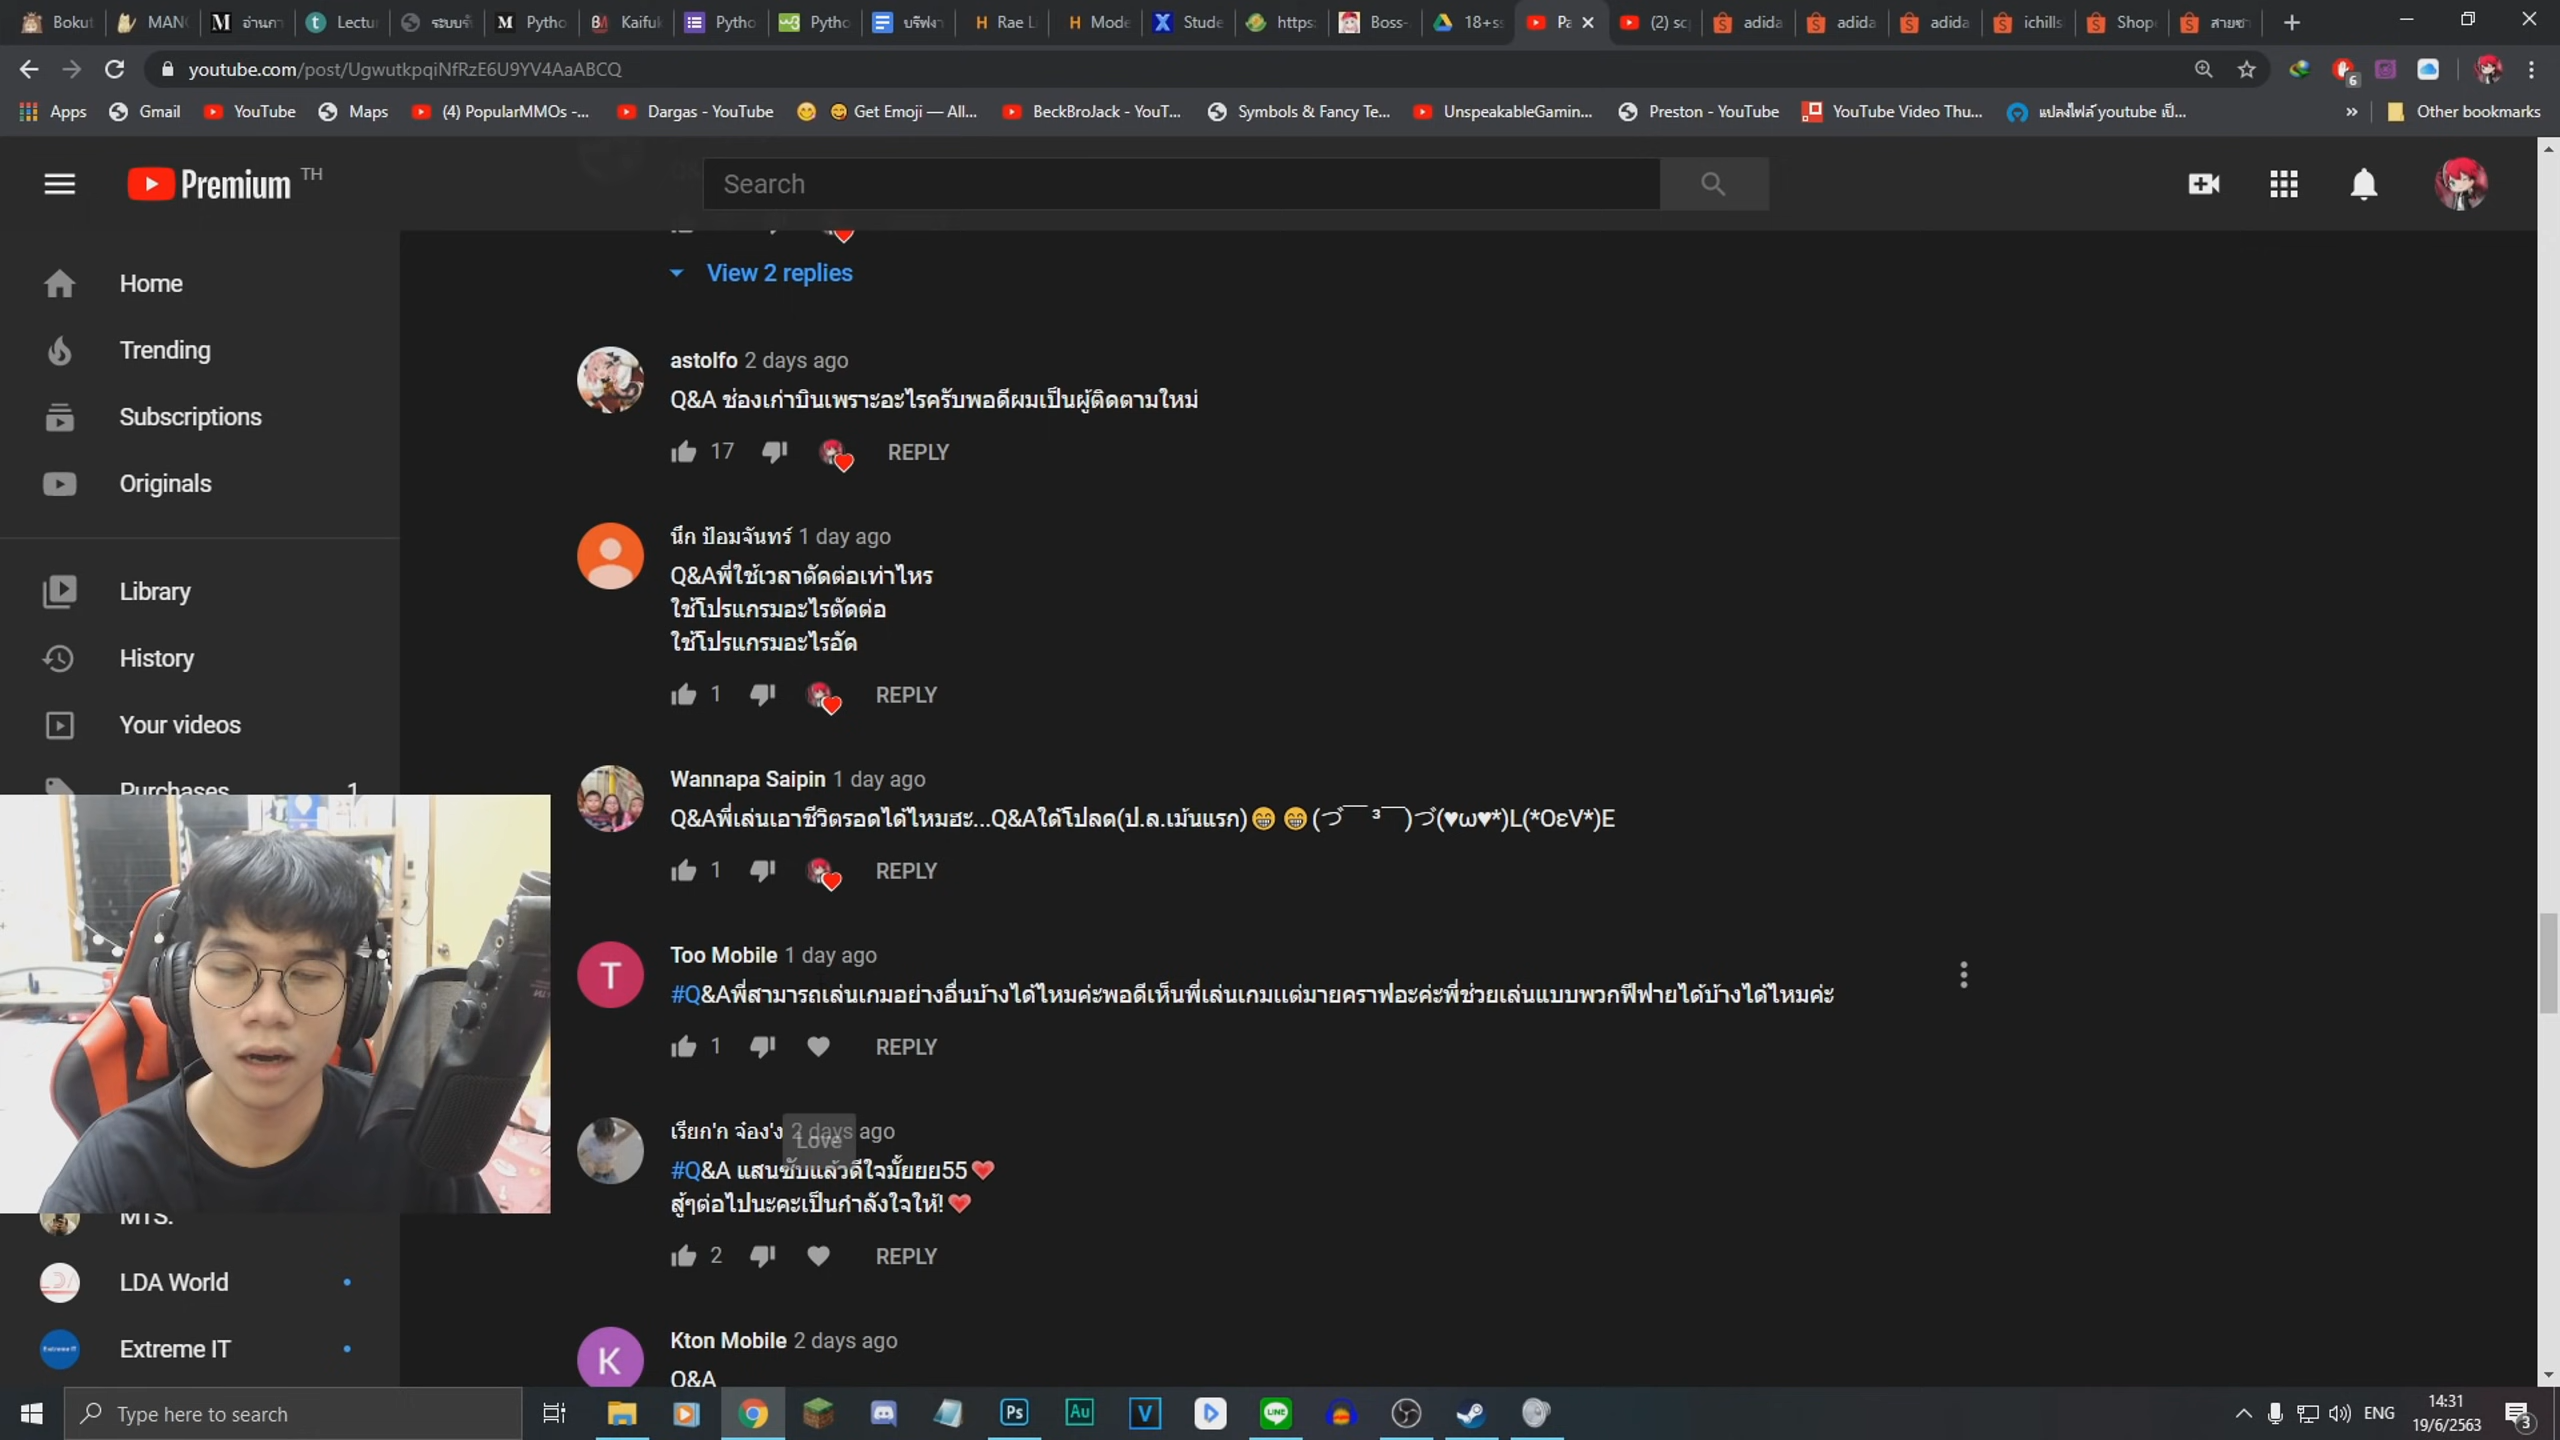 Bokut
MAN
อ่านกา
Lectur
ระบบรั
Pytho
Kaifuk
Pytho
Pytho
บรีฟงา
Rae L
Mode
Stude
https:
Boss-
18+ss
Pa
(2) sc
adida
adida
adida
ichills
Shop
สายชา
youtube.com/post/UgwutkpqiNfRzE6U9YV4AaABCQ
6
Apps
Gmail
YouTube
Maps
(4) PopularMMOs -...
Dargas - YouTube
Get Emoji — All...
BeckBroJack - YouT...
Symbols & Fancy Te...
UnspeakableGamin...
Preston - YouTube
YouTube Video Thu...
แปลงไฟล์ youtube เป็...
Other bookmarks
Premium TH
Search
Home
Trending
Subscriptions
Originals
Library
History
Your videos
Purchases 1
MTS.
LDA World
Extreme IT
View 2 replies
astolfo 2 days ago
Q&A ช่องเก่าบินเพราะอะไรครับพอดีผมเป็นผู้ติดตามใหม่
17 REPLY
นึก ป้อมจันทร์ 1 day ago
Q&Aพี่ใช้เวลาตัดต่อเท่าไหร
ใช้โปรแกรมอะไรตัดต่อ
ใช้โปรแกรมอะไรอัด
1 REPLY
Wannapa Saipin 1 day ago
Q&Aพี่เล่นเอาชีวิตรอดได้ไหมฮะ...Q&Aใด้โปลด(ป.ล.เม้นแรก)😁 😁(づ￣ ³￣)づ(♥ω♥*)L(*OεV*)E
1 REPLY
Too Mobile 1 day ago
#Q&Aพี่สามารถเล่นเกมอย่างอื่นบ้างได้ไหมค่ะพอดีเห็นพี่เล่นเกมแต่มายคราฟอะค่ะพี่ช่วยเล่นแบบพวกฟีฟายได้บ้างได้ไหมค่ะ
1 REPLY
เรียก'ก จ๋อง'ง 2 days ago
Love
#Q&A แสนซับแล้วดีใจมั้ยยย55❤
สู้ๆต่อไปนะคะเป็นกำลังใจให้!❤
2 REPLY
Kton Mobile 2 days ago
Q&A
T
K
Type here to search
Ps
Au
V
LINE
ENG
14:31
19/6/2563
3